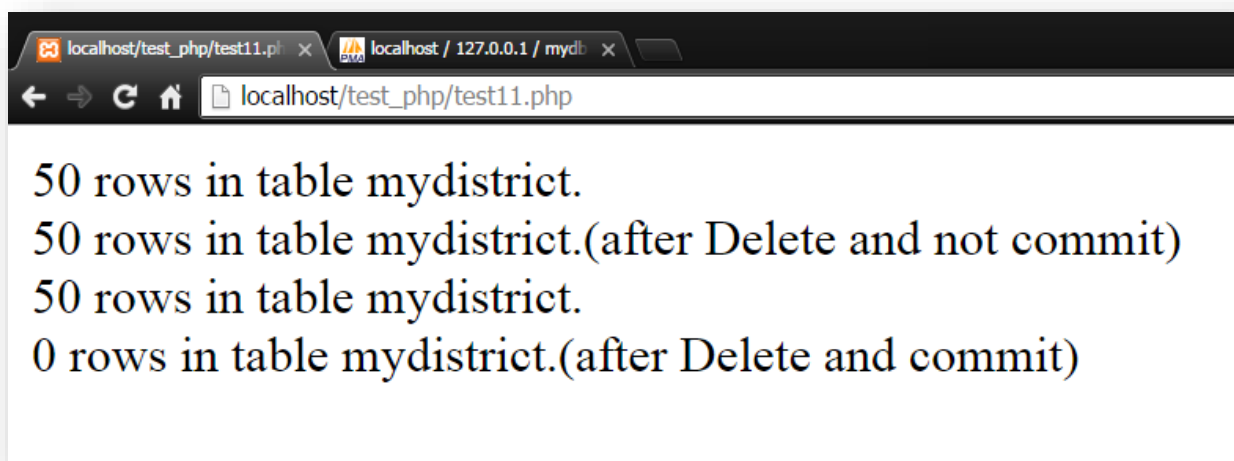 localhost/test_php/test11.ph
PMA localhost / 127.0.0.1 / mydb
localhost/test_php/test11.php
50 rows in table mydistrict.
50 rows in table mydistrict.(after Delete and not commit)
50 rows in table mydistrict.
0 rows in table mydistrict.(after Delete and commit)